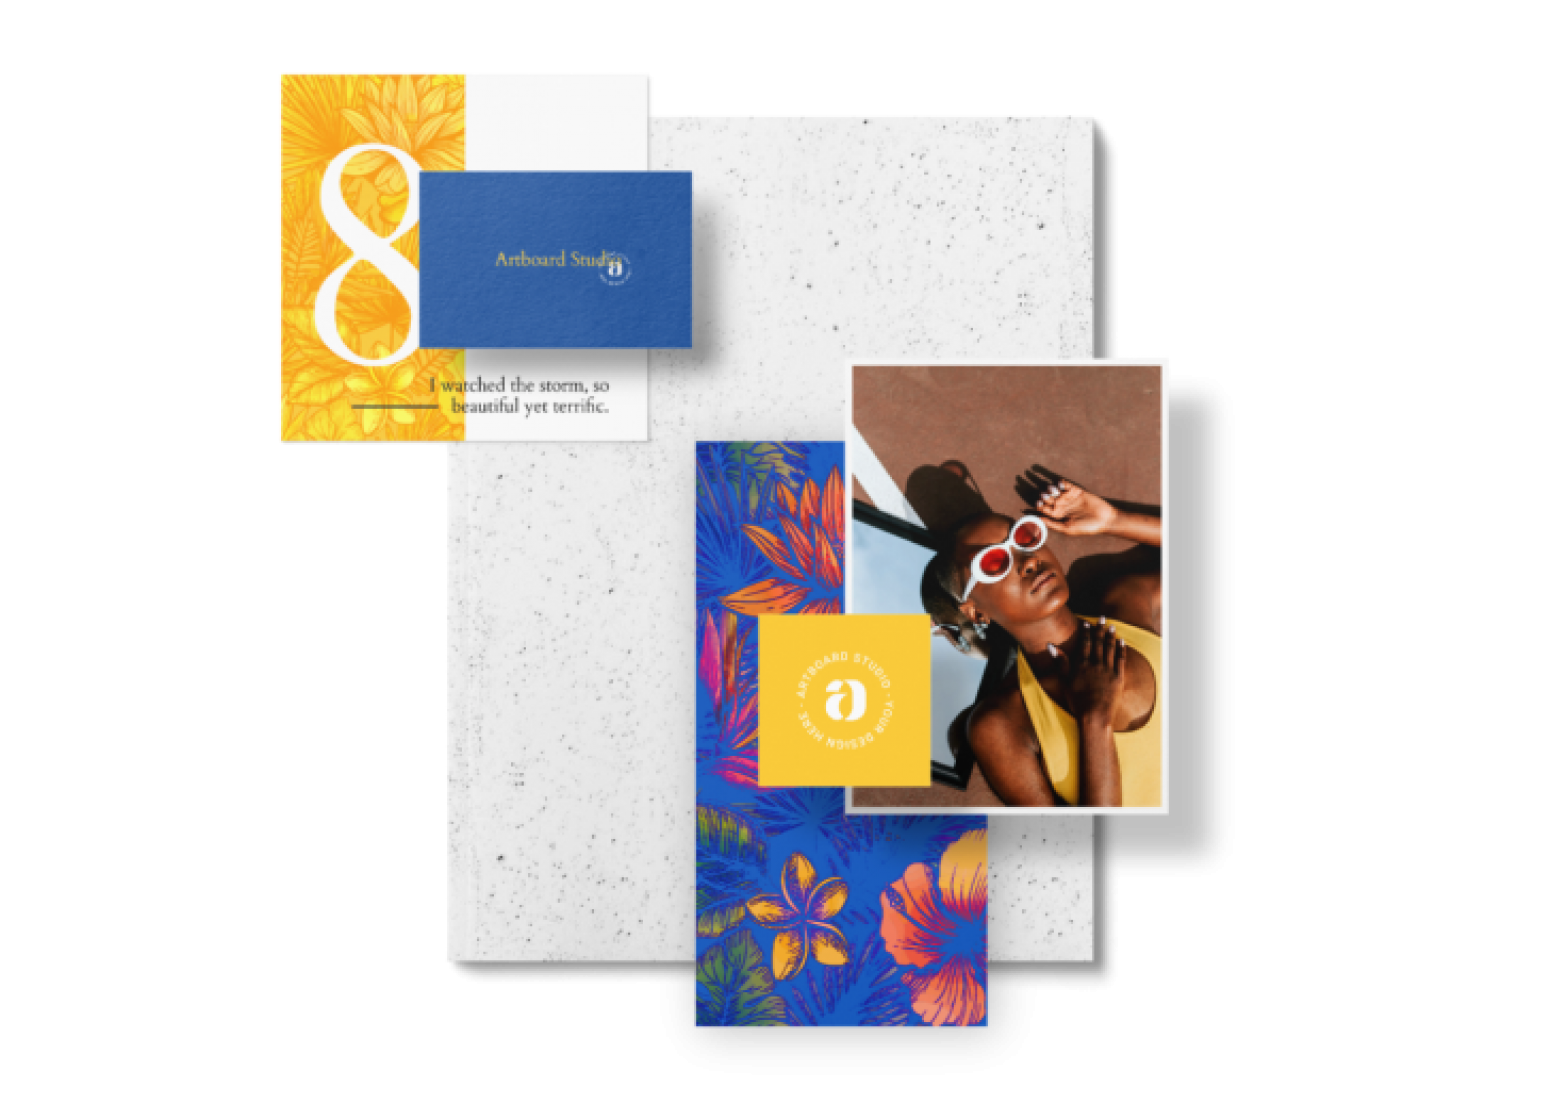 8
Artboard Studio
a
I watched the storm, so
beautiful yet terrific.
ARTBOARD STUDIO · YOUR DESIGN HERE ·
a